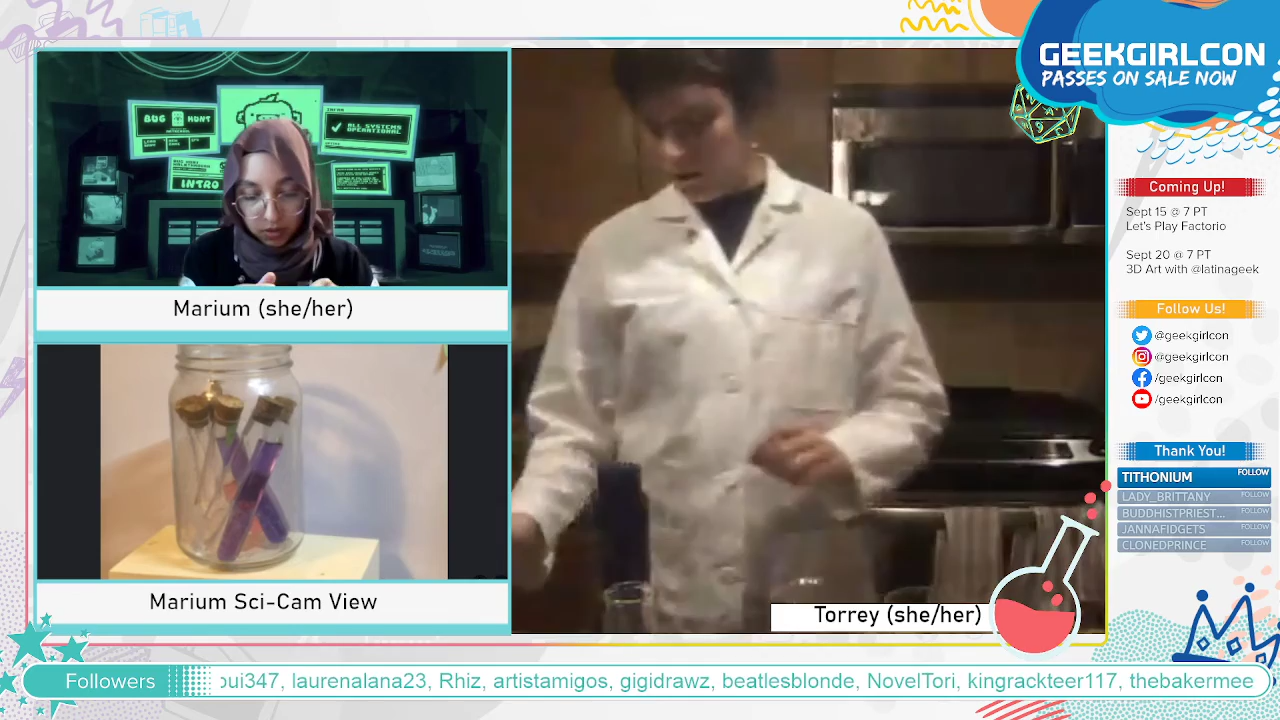 GEEKGIRLCON
PASSES ON SALE NOW
BUG HUNT
ALL SYSTEMS
OPERATIONAL
INTRO
Marium (she/her)
Marium Sci-Cam View
Torrey (she/her)
Coming Up!
Sept 15 @ 7 PT
Let's Play Factorio
Sept 20 @ 7 PT
3D Art with @latinageek
Follow Us!
@geekgirlcon
@geekgirlcon
/geekgirlcon
/geekgirlcon
Thank You!
TITHONIUM FOLLOW
LADY_BRITTANY FOLLOW
BUDDHISTPRIEST... FOLLOW
JANNAFIDGETS FOLLOW
CLONEDPRINCE FOLLOW
Followers
oui347, laurenalana23, Rhiz, artistamigos, gigidrawz, beatlesblonde, NovelTori, kingrackteer117, thebakermee